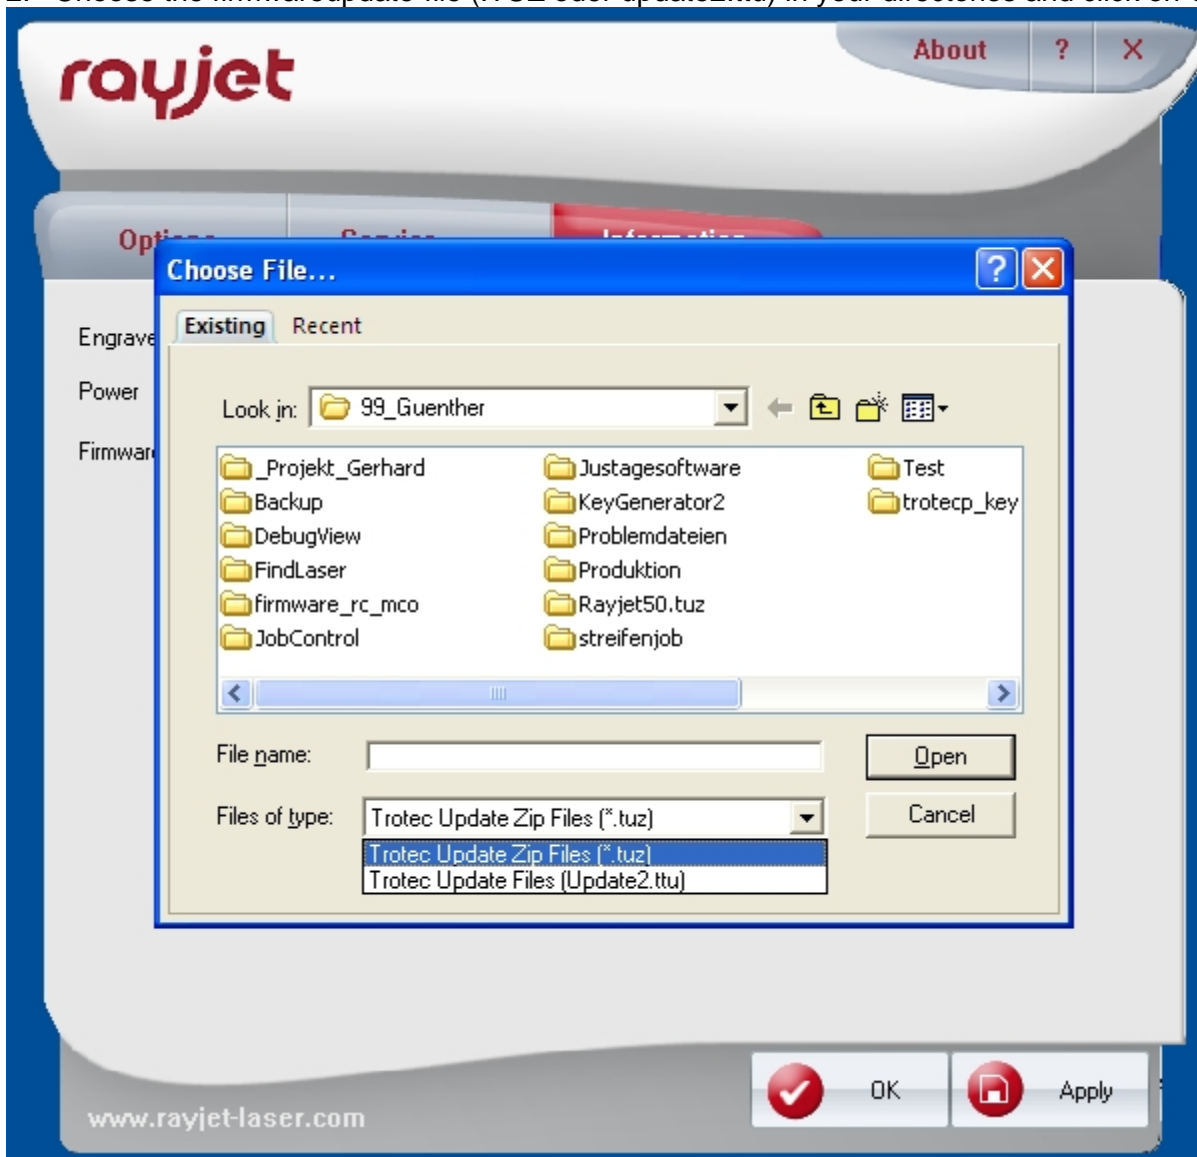 rayjet
About ? X
Information
Choose File...
Existing Recent
Engrave
Power
Look in: 99_Guenther
Firmwar
_Projekt_Gerhard Justagesoftware Test
Backup KeyGenerator2 trotecp_key
DebugView Problemdateien
FindLaser Produktion
firmware_rc_mco Rayjet50.tuz
JobControl streifenjob
File name: Open
Files of type: Trotec Update Zip Files (*.tuz) Cancel
Trotec Update Zip Files (*.tuz)
Trotec Update Files (Update2.ttu)
OK Apply
www.rayjet-laser.com